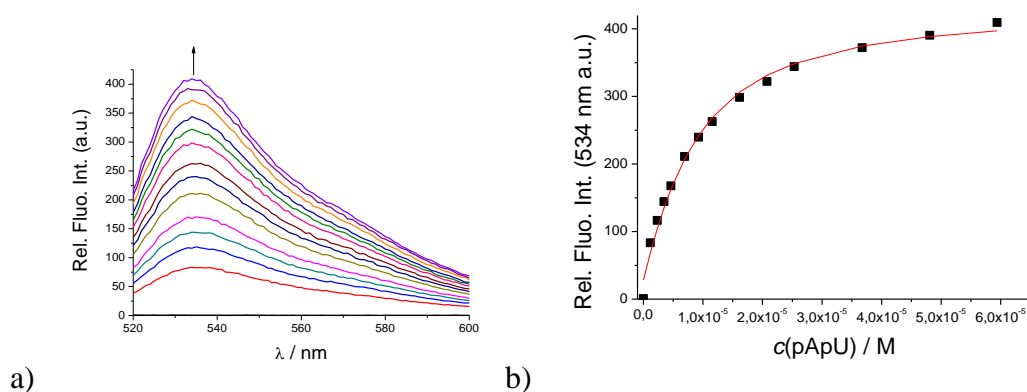 Rel. Fluo. Int. (a.u.)
400
350
300
250
200
150
100
50
0
520
540
560
580
600
λ / nm
a)
Rel. Fluo. Int. (534 nm a.u.)
400
300
200
100
0
0,0
1,0x10⁻⁵
2,0x10⁻⁵
3,0x10⁻⁵
4,0x10⁻⁵
5,0x10⁻⁵
6,0x10⁻⁵
c(pApU) / M
b)